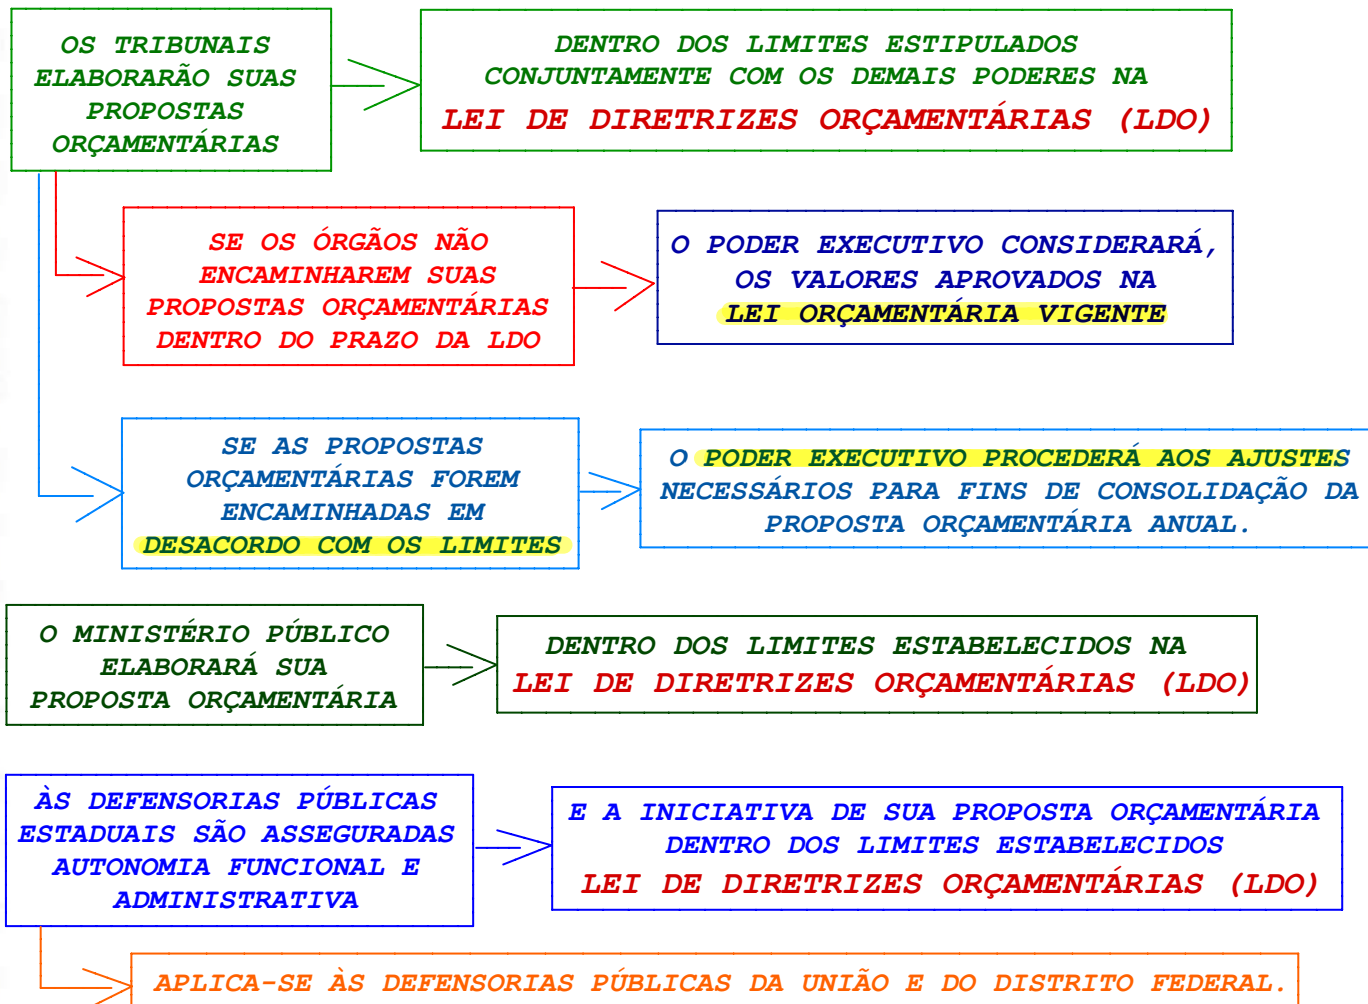 OS TRIBUNAIS
ELABORARÃO SUAS
PROPOSTAS
ORÇAMENTÁRIAS
DENTRO DOS LIMITES ESTIPULADOS
CONJUNTAMENTE COM OS DEMAIS PODERES NA
LEI DE DIRETRIZES ORÇAMENTÁRIAS (LDO)
SE OS ÓRGÃOS NÃO
ENCAMINHAREM SUAS
PROPOSTAS ORÇAMENTÁRIAS
DENTRO DO PRAZO DA LDO
O PODER EXECUTIVO CONSIDERARÁ,
OS VALORES APROVADOS NA
LEI ORÇAMENTÁRIA VIGENTE
SE AS PROPOSTAS
ORÇAMENTÁRIAS FOREM
ENCAMINHADAS EM
DESACORDO COM OS LIMITES
O PODER EXECUTIVO PROCEDERÁ AOS AJUSTES
NECESSÁRIOS PARA FINS DE CONSOLIDAÇÃO DA
PROPOSTA ORÇAMENTÁRIA ANUAL.
O MINISTÉRIO PÚBLICO
ELABORARÁ SUA
PROPOSTA ORÇAMENTÁRIA
DENTRO DOS LIMITES ESTABELECIDOS NA
LEI DE DIRETRIZES ORÇAMENTÁRIAS (LDO)
ÀS DEFENSORIAS PÚBLICAS
ESTADUAIS SÃO ASSEGURADAS
AUTONOMIA FUNCIONAL E
ADMINISTRATIVA
E A INICIATIVA DE SUA PROPOSTA ORÇAMENTÁRIA
DENTRO DOS LIMITES ESTABELECIDOS
LEI DE DIRETRIZES ORÇAMENTÁRIAS (LDO)
APLICA-SE ÀS DEFENSORIAS PÚBLICAS DA UNIÃO E DO DISTRITO FEDERAL.